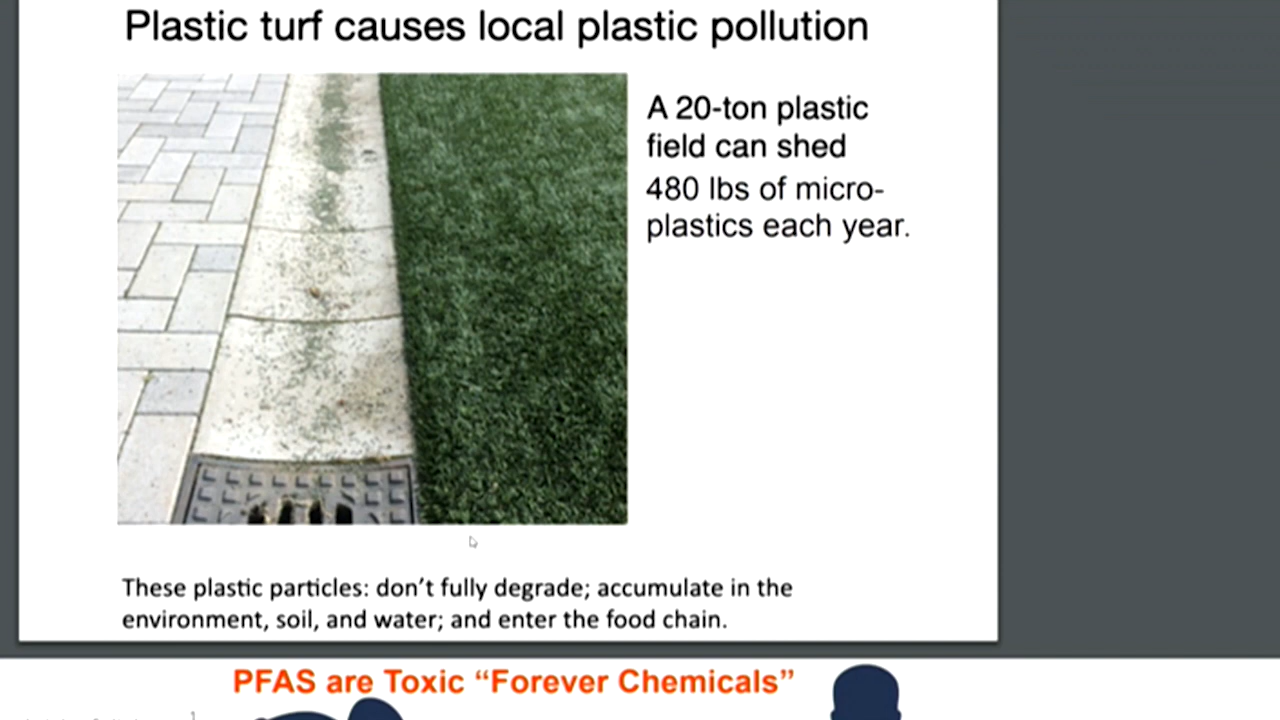 Plastic turf causes local plastic pollution
A 20-ton plastic
field can shed
480 lbs of micro-
plastics each year.
These plastic particles: don’t fully degrade; accumulate in the
environment, soil, and water; and enter the food chain.
PFAS are Toxic “Forever Chemicals”
1